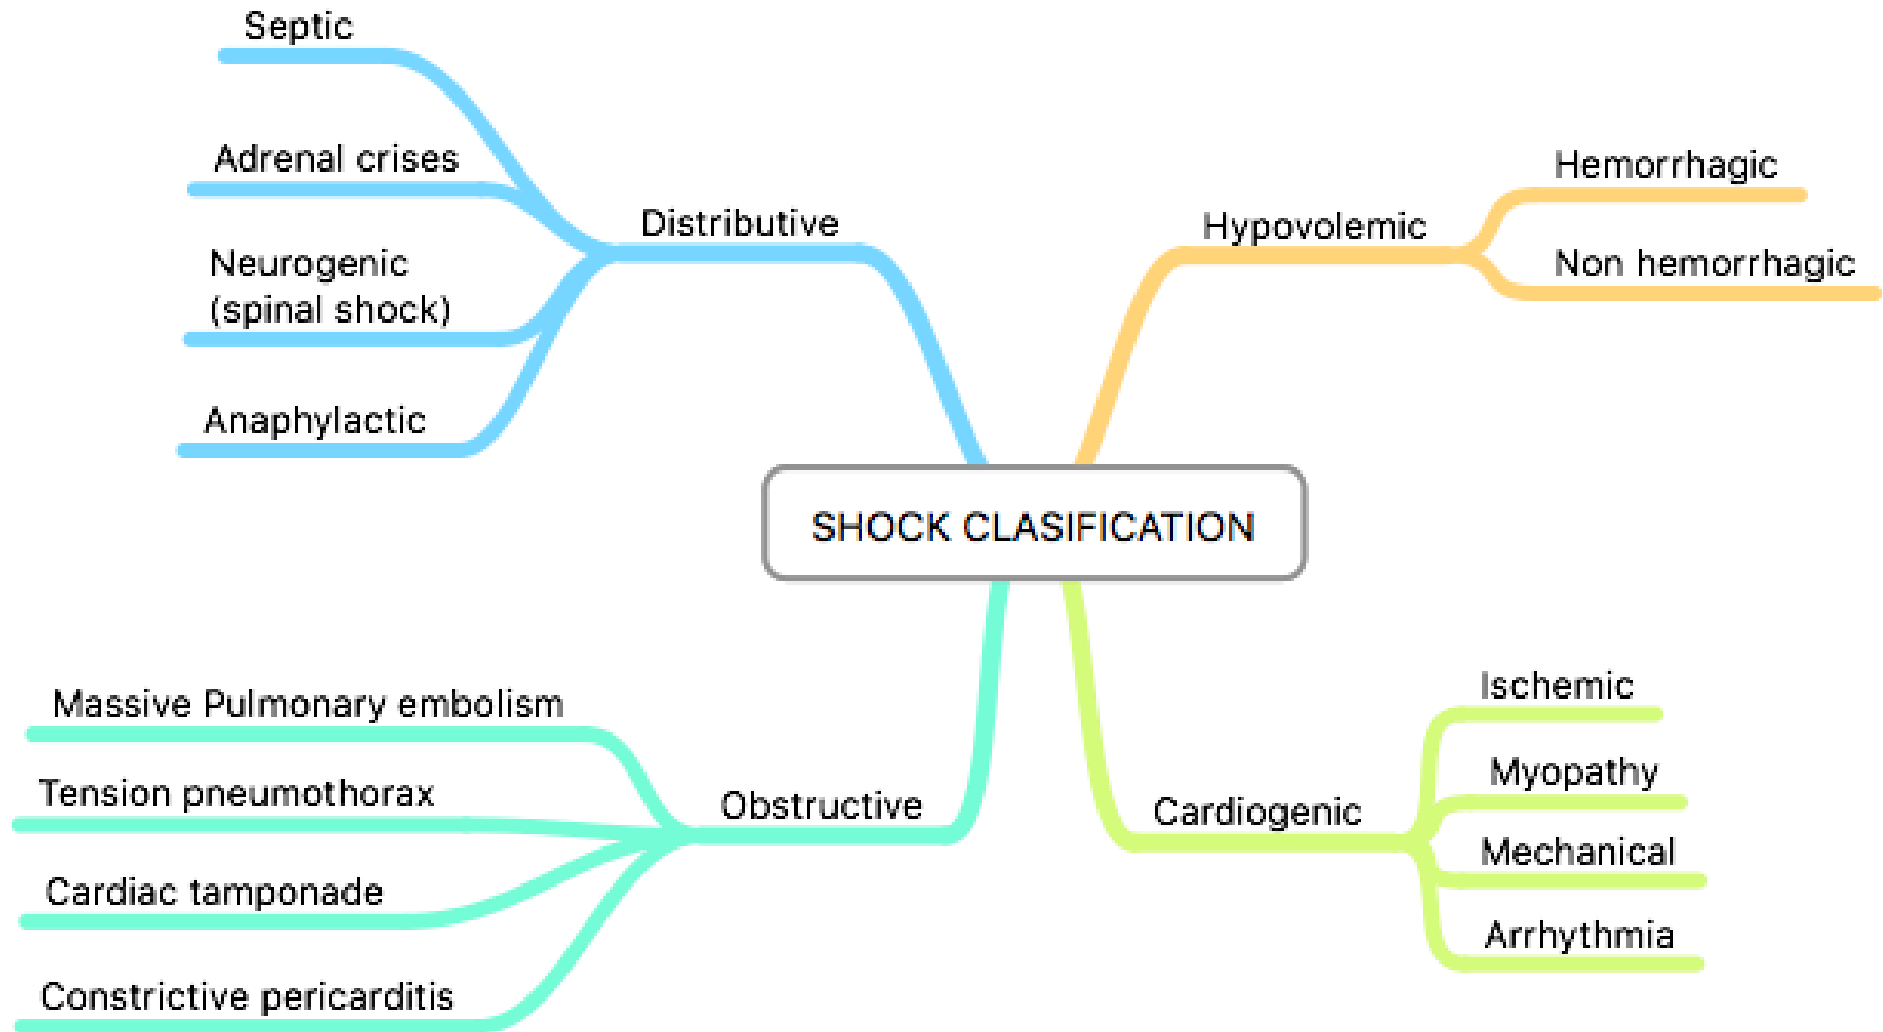 Septic
Adrenal crises
Neurogenic
(spinal shock)
Anaphylactic
Distributive
Hypovolemic
Hemorrhagic
Non hemorrhagic
SHOCK CLASIFICATION
Massive Pulmonary embolism
Tension pneumothorax
Cardiac tamponade
Constrictive pericarditis
Obstructive
Cardiogenic
Ischemic
Myopathy
Mechanical
Arrhythmia